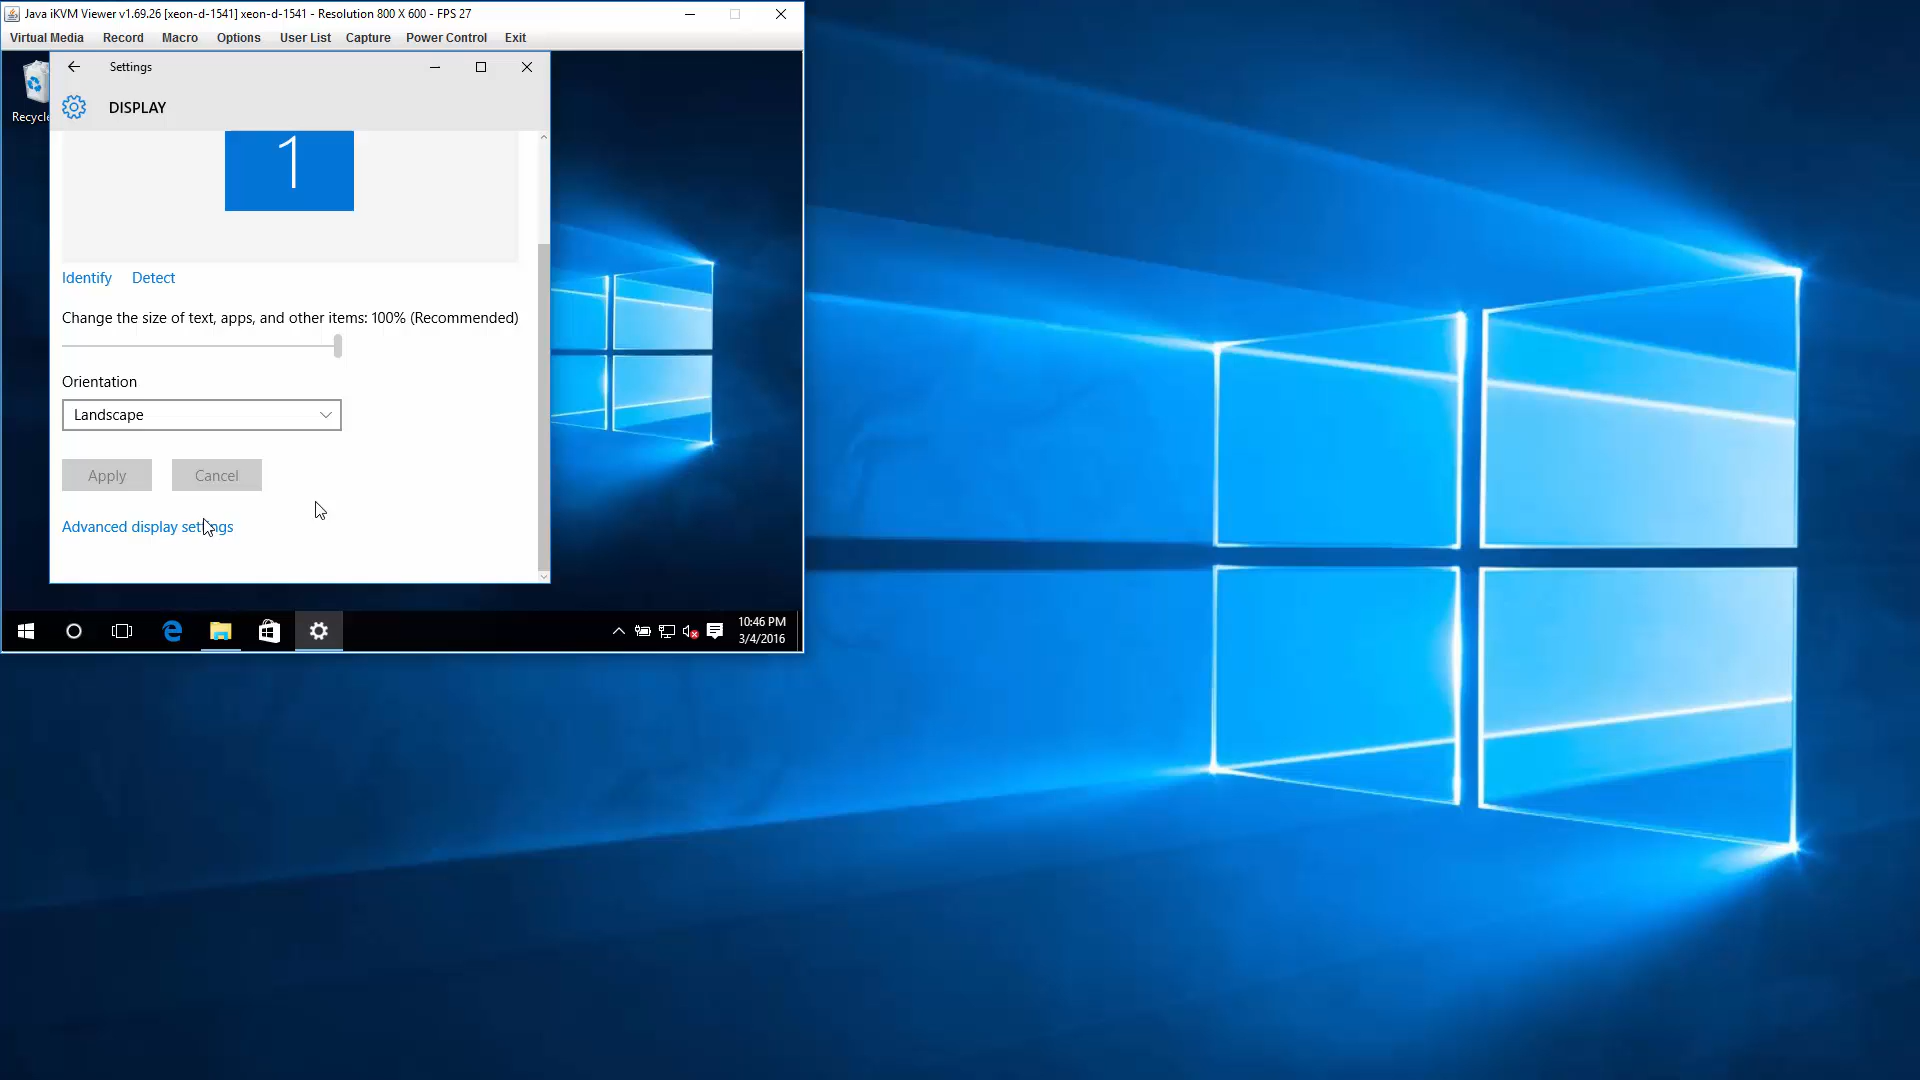 Java iKVM Viewer v1.69.26 [xeon-d-1541] xeon-d-1541 - Resolution 800 X 600 - FPS 27
Virtual Media Record Macro Options User List Capture Power Control Exit
Recycle
Settings
DISPLAY
1
Identify Detect
Change the size of text, apps, and other items: 100% (Recommended)
Orientation
Landscape
Apply Cancel
Advanced display settings
10:46 PM
3/4/2016